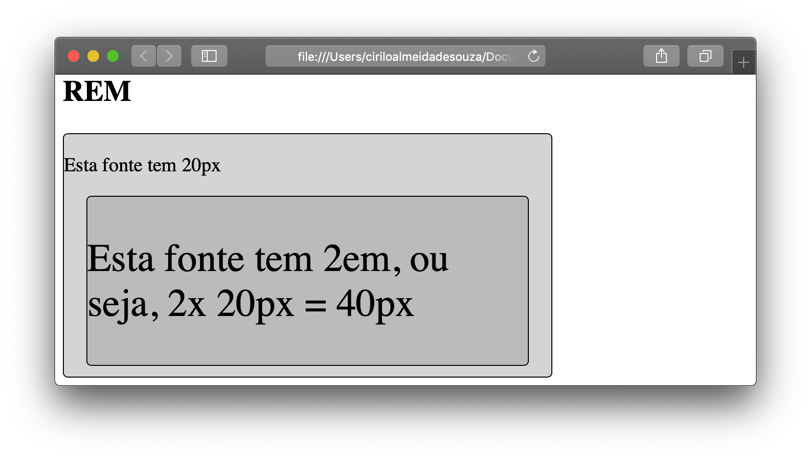 file:///Users/ciriloalmeidadesouza/Docu
REM
Esta fonte tem 20px
Esta fonte tem 2em, ou
seja, 2x 20px = 40px